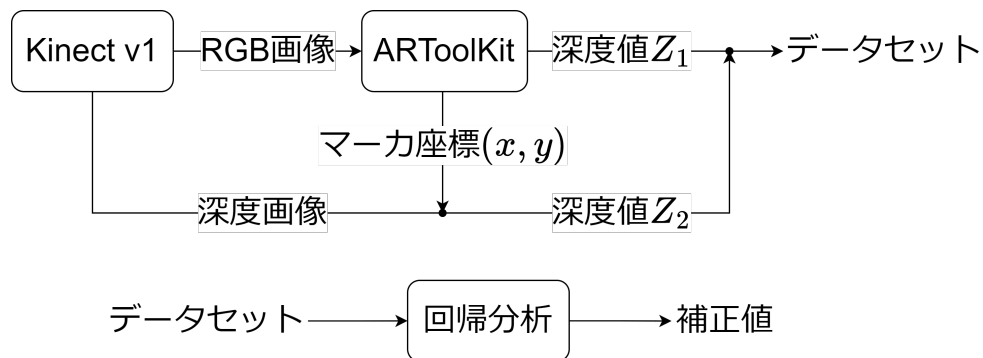 Kinect v1
RGB画像
ARToolKit
深度値Z₁
データセット
マーカ座標(x, y)
深度画像
深度値Z₂
データセット
回帰分析
補正値